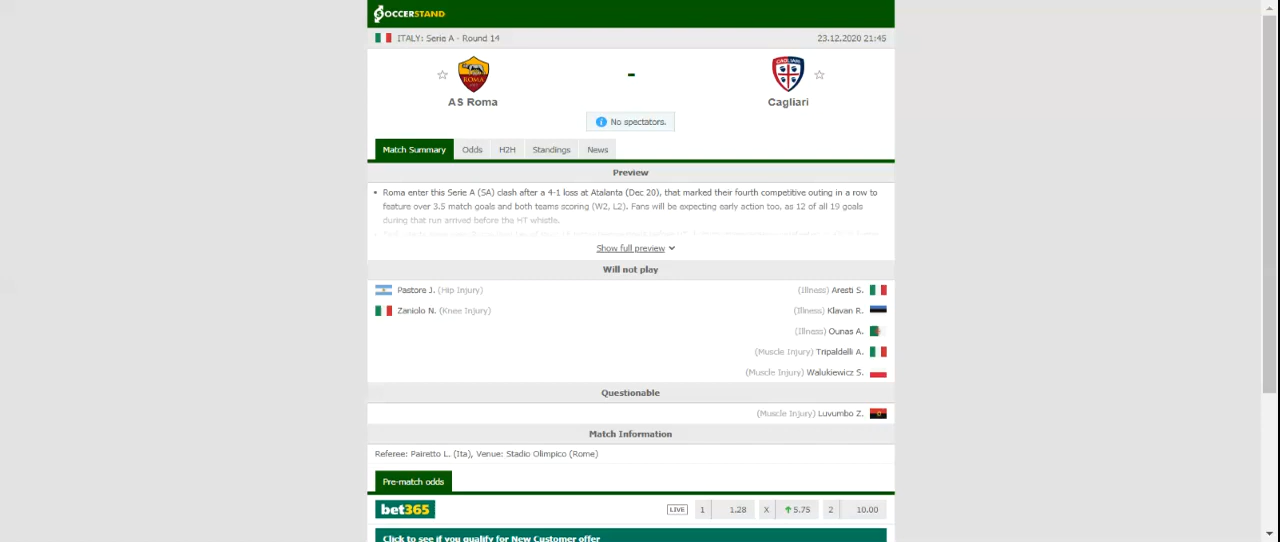 SOCCERSTAND
ITALY: Serie A - Round 14 23.12.2020 21:45
-
AS Roma Cagliari
No spectators.
Match Summary Odds H2H Standings News
Preview
Roma enter this Serie A (SA) clash after a 4-1 loss at Atalanta (Dec 20), that marked their fourth competitive outing in a row to
feature over 3.5 match goals and both teams scoring (W2, L2). Fans will be expecting early action too, as 12 of all 19 goals
during that run arrived before the HT whistle.
Show full preview
Will not play
Pastore J. (Hip Injury) (Illness) Aresti S.
Zaniolo N. (Knee Injury) (Illness) Klavan R.
(Illness) Ounas A.
(Muscle Injury) Tripaldelli A.
(Muscle Injury) Walukiewicz S.
Questionable
(Muscle Injury) Luvumbo Z.
Match Information
Referee: Pairetto L. (Ita), Venue: Stadio Olimpico (Rome)
Pre-match odds
bet365 LIVE 1 1.28 X 5.75 2 10.00
Click to see if you qualify for New Customer offer